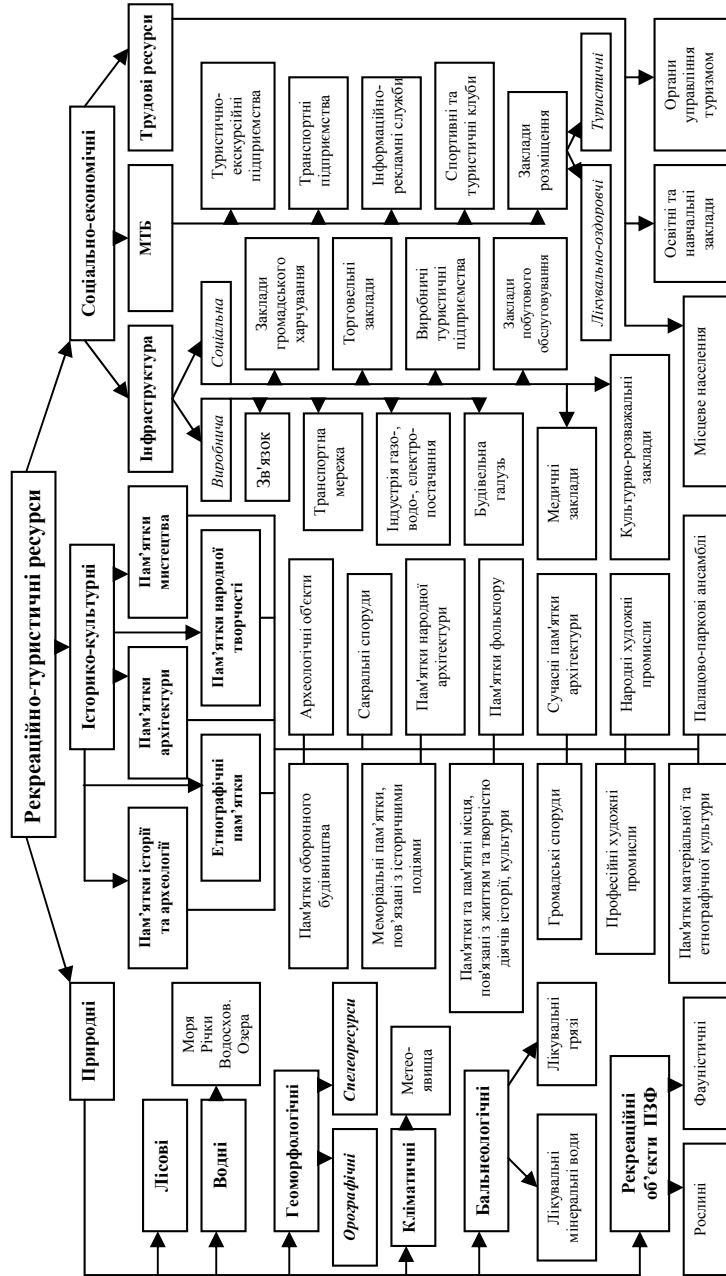 Рекреаційно-туристичні ресурси
Природні
Історико-культурні
Соціально-економічні
Лісові
Водні
Моря
Річки
Водосхов.
Озера
Геоморфологічні
Орографічні
Спелеоресурси
Кліматичні
Метео-
явища
Бальнеологічні
Лікувальні
мінеральні води
Лікувальні
грязі
Рекреаційні
об’єкти ПЗФ
Рослині
Фауністичні
Пам’ятки історії
та археології
Пам’ятки
архітектури
Пам’ятки
мистецтва
Етнографічні
пам’ятки
Пам’ятки народної
творчості
Пам'ятки оборонного
будівництва
Археологічні об'єкти
Меморіальні пам’ятки,
пов’язані з історичними
подіями
Сакральні споруди
Пам'ятки народної
архітектури
Пам'ятки та пам'ятні місця,
пов'язані з життям та творчістю
діячів історії, культури
Пам'ятки фольклору
Громадські споруди
Сучасні пам'ятки
архітектури
Професійні художні
промисли
Народні художні
промисли
Пам'ятки матеріальної та
етнографічної культури
Палацово-паркові ансамблі
Інфраструктура
МТБ
Трудові ресурси
Виробнича
Соціальна
Зв'язок
Транспортна
мережа
Індустрія газо-,
водо-, електро-
постачання
Будівельна
галузь
Заклади
громадського
харчування
Торговельні
заклади
Виробничі
туристичні
підприємства
Заклади
побутового
обслуговування
Медичні
заклади
Культурно-розважальні
заклади
Туристично-
екскурсійні
підприємства
Транспортні
підприємства
Інформаційно-
рекламні служби
Спортивні та
туристичні клуби
Заклади
розміщення
Лікувально-оздоровчі
Туристичні
Місцеве населення
Освітні та
навчальні
заклади
Органи
управління
туризмом